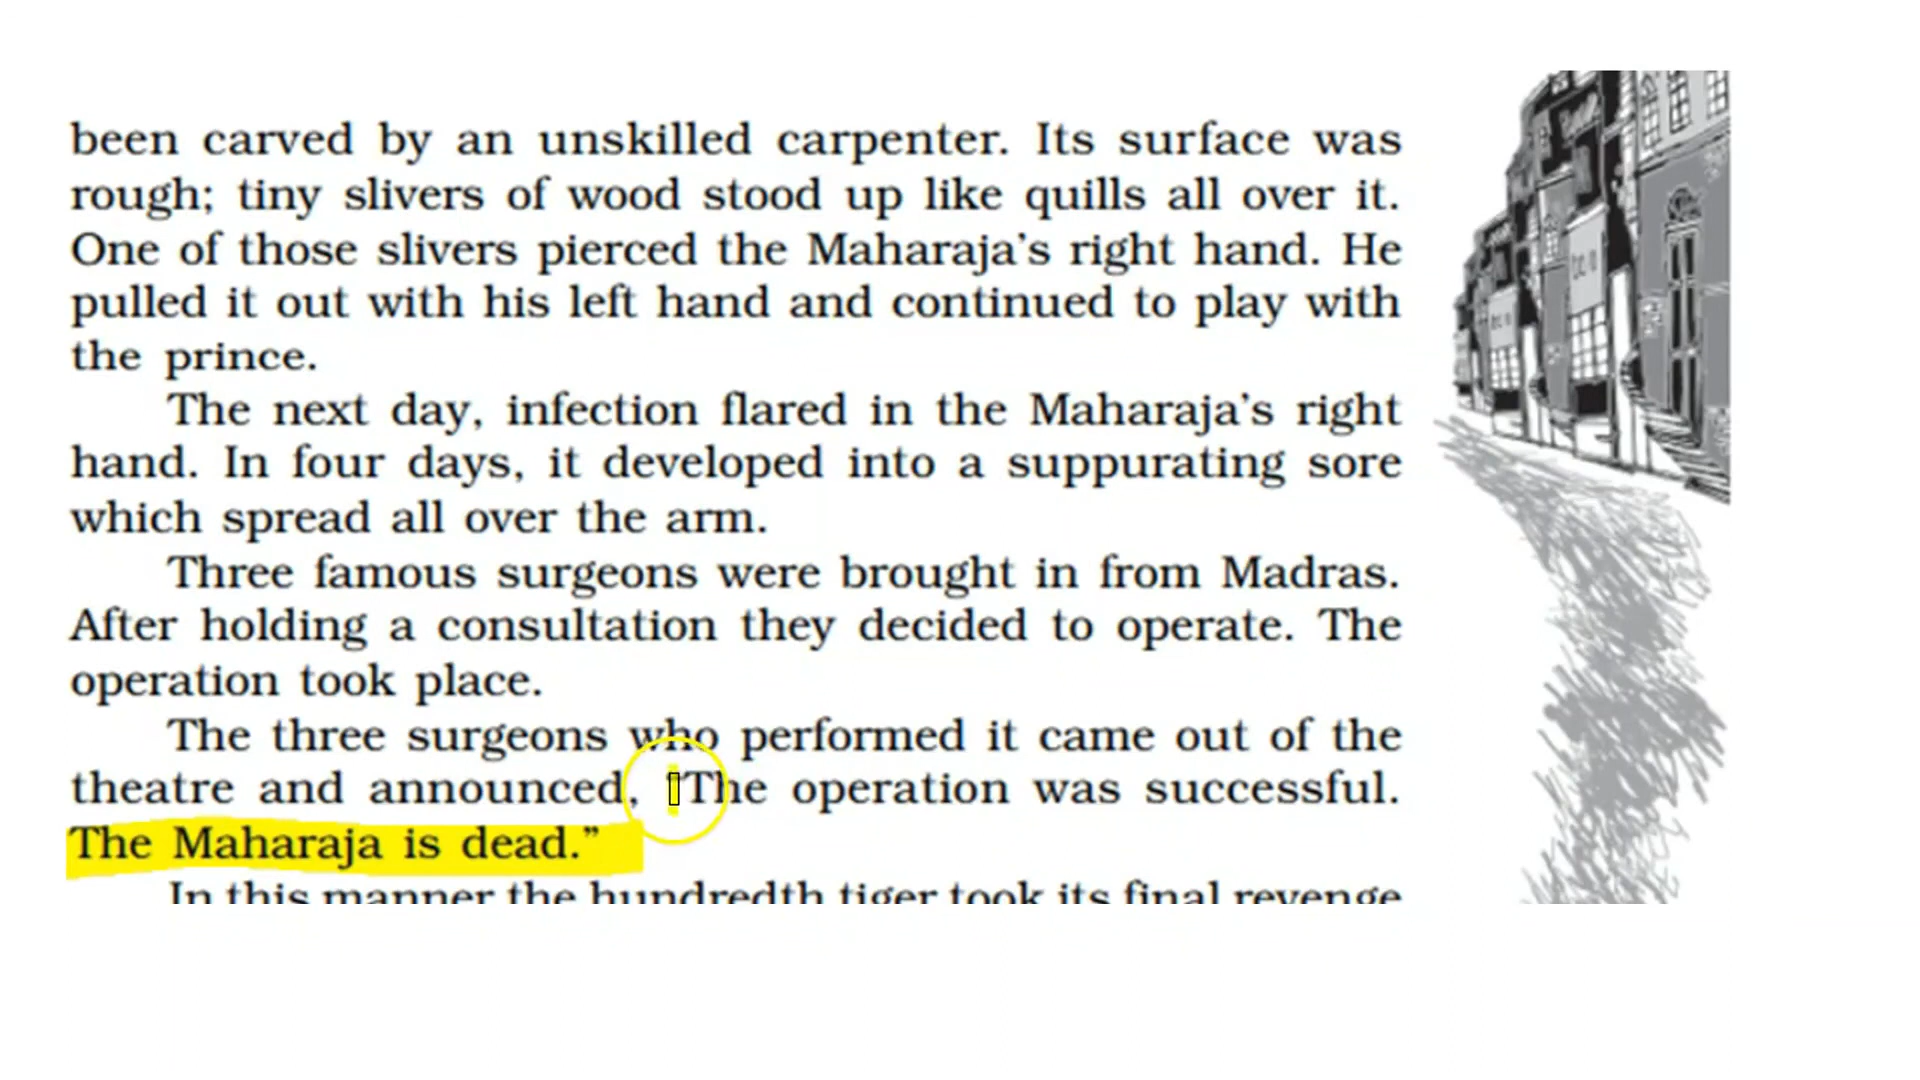 been carved by an unskilled carpenter. Its surface was
rough; tiny slivers of wood stood up like quills all over it.
One of those slivers pierced the Maharaja’s right hand. He
pulled it out with his left hand and continued to play with
the prince.
The next day, infection flared in the Maharaja’s right
hand. In four days, it developed into a suppurating sore
which spread all over the arm.
Three famous surgeons were brought in from Madras.
After holding a consultation they decided to operate. The
operation took place.
The three surgeons who performed it came out of the
theatre and announced, “The operation was successful.
The Maharaja is dead.”
In this manner the hundredth tiger took its final revenge